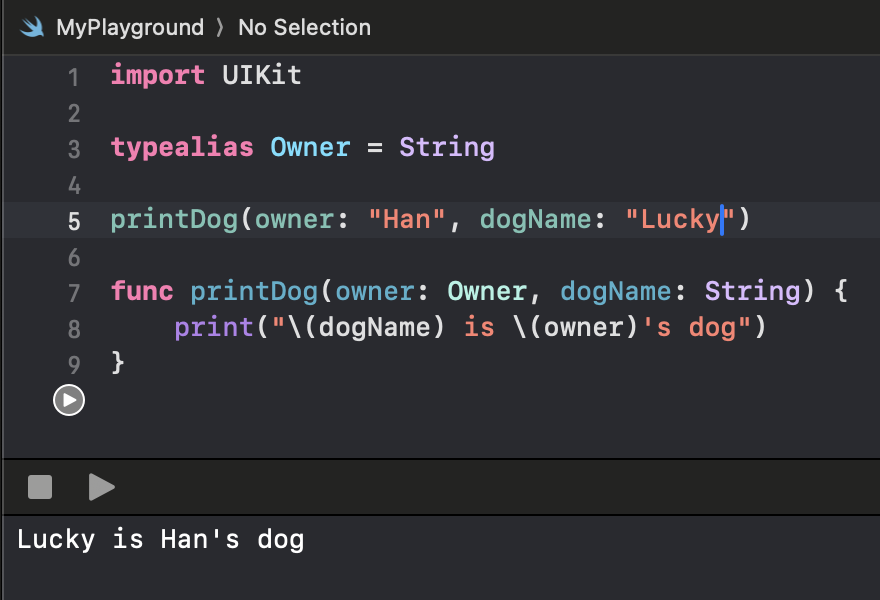 MyPlayground 〉 No Selection
1 import UIKit
2
3 typealias Owner = String
4
5 printDog(owner: "Han", dogName: "Lucky")
6
7 func printDog(owner: Owner, dogName: String) {
8     print("\(dogName) is \(owner)'s dog")
9 }
Lucky is Han's dog